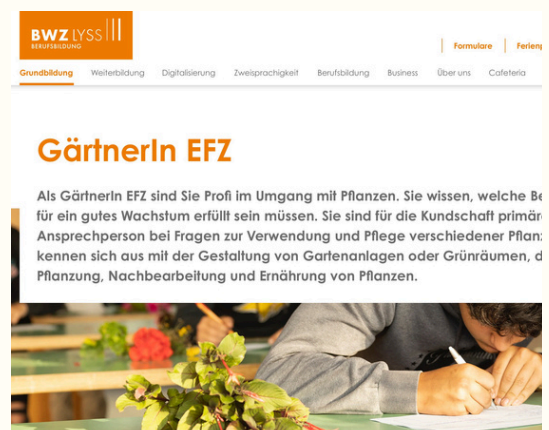 BWZ LYSS
BERUFSBILDUNG
Formulare
Grundbildung Weiterbildung Digitalisierung Zweisprachigkeit Berufsbildung Business Über uns Cafeteria
GärtnerIn EFZ
Als GärtnerIn EFZ sind Sie Profi im Umgang mit Pflanzen. Sie wissen, welche
für ein gutes Wachstum erfüllt sein müssen. Sie sind für die Kundschaft
Ansprechperson bei Fragen zur Verwendung und Pflege verschiedener
kennen sich aus mit der Gestaltung von Gartenanlagen oder Grünräumen,
Pflanzung, Nachbearbeitung und Ernährung von Pflanzen.